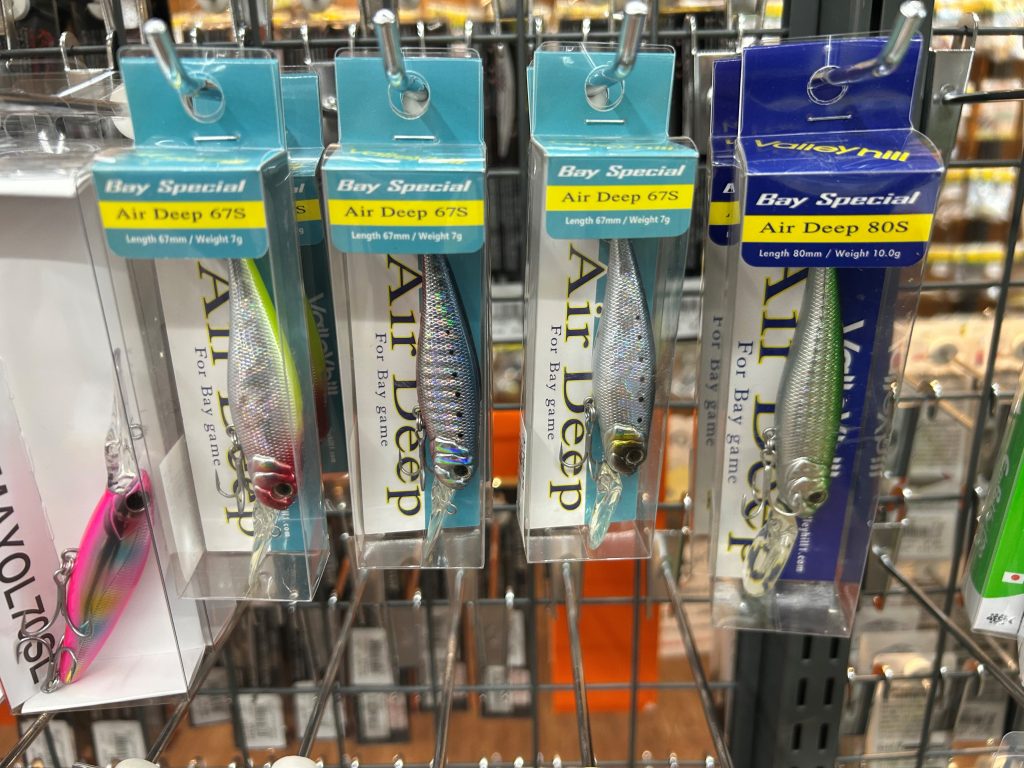 Bay Special
Air Deep 67S
Length 67mm / Weight 7g
Air Deep
For Bay game
Bay Special
Air Deep 67S
Length 67mm / Weight 7g
Air Deep
For Bay game
Bay Special
Air Deep 67S
Length 67mm / Weight 7g
Air Deep
For Bay game
Valleyhill
Bay Special
Air Deep 80S
Length 80mm / Weight 10.0g
Air Deep
For Bay game
Valleyhill